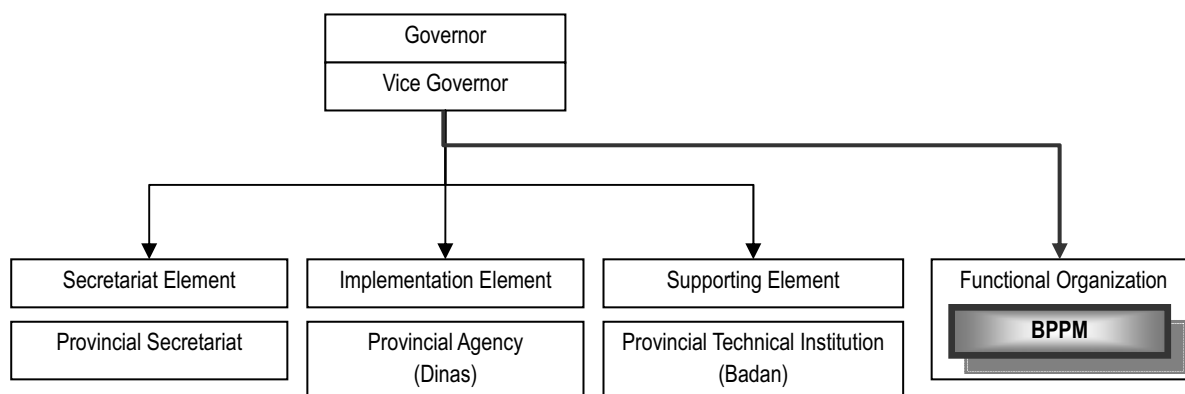 Governor
Vice Governor
Secretariat Element
Implementation Element
Supporting Element
Functional Organization
Provincial Secretariat
Provincial Agency
(Dinas)
Provincial Technical Institution
(Badan)
BPPM